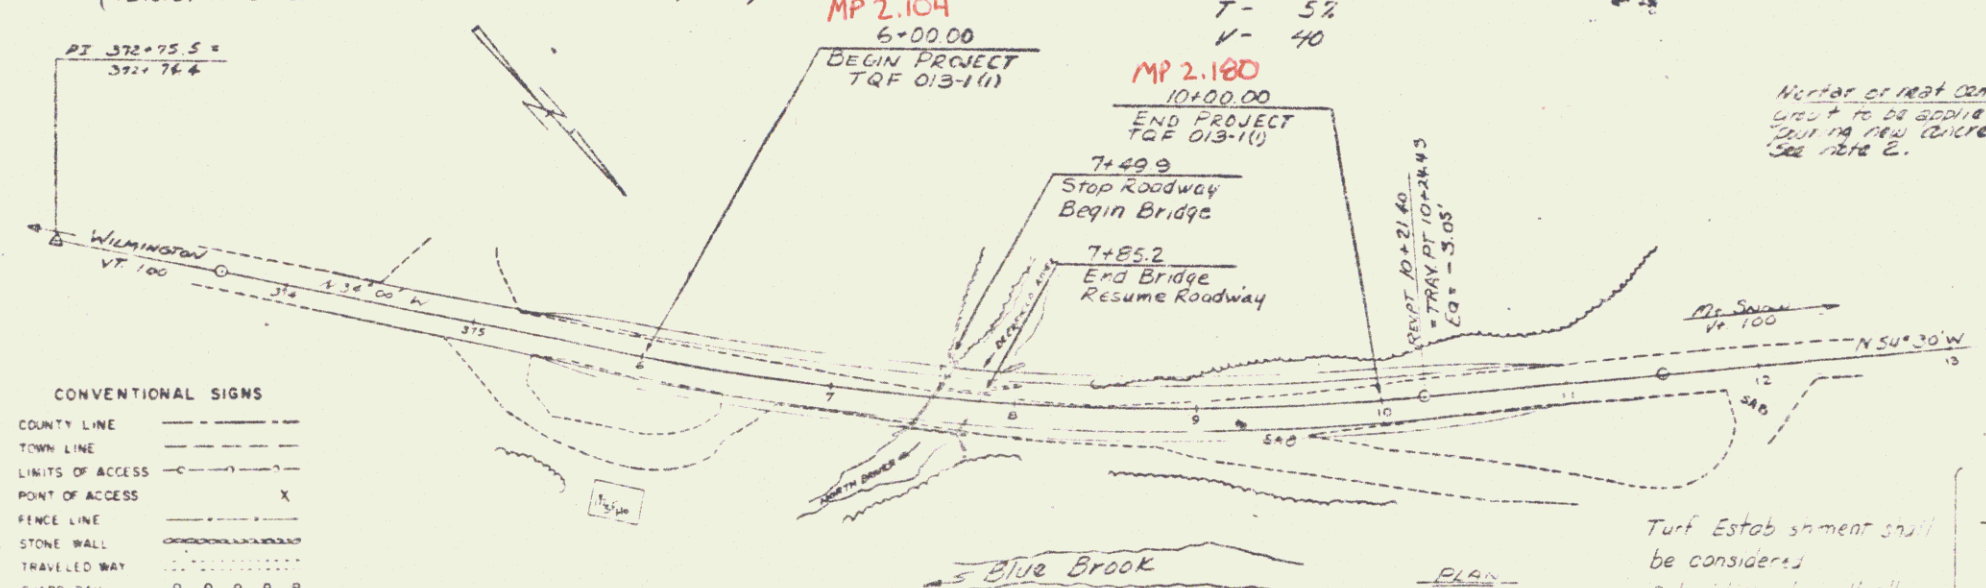 MP 2.104
6+00.00
BEGIN PROJECT
TQF 013-1(1)
T- 5%
V- 40
PI 372+75.5 =
372+74.4
MP 2.180
10+00.00
END PROJECT
TQF 013-1(1)
7+49.9
Stop Roadway
Begin Bridge
7+85.2
End Bridge
Resume Roadway
REVPT 10+21.40
= TRAV. PT 10+24.43
EQ = - 3.05'
Mortar or neat
grout to be
pouring new
See note 2.
WILMINGTON
VT. 100
N 34° 00' W
374
375
6
7
8
9
10
11
12
13
SAB
SAB
Mt. Snow
Vt 100
N 54° 30' W
NORTH
Blue Brook
PLAN
Turf Estab shment shall
be considered
CONVENTIONAL SIGNS
COUNTY LINE
TOWN LINE
LIMITS OF ACCESS
POINT OF ACCESS X
FENCE LINE
STONE WALL
TRAVELED WAY